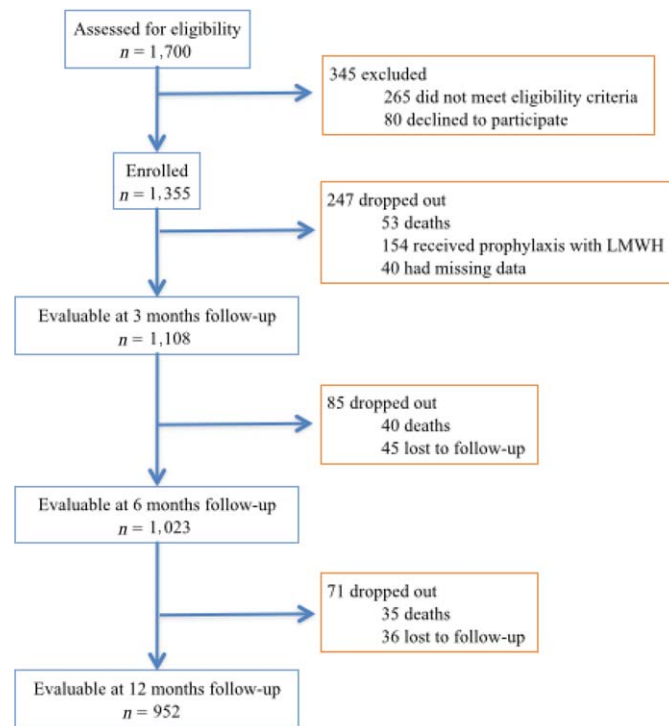 Assessed for eligibility
n = 1,700
345 excluded
265 did not meet eligibility criteria
80 declined to participate
Enrolled
n = 1,355
247 dropped out
53 deaths
154 received prophylaxis with LMWH
40 had missing data
Evaluable at 3 months follow-up
n = 1,108
85 dropped out
40 deaths
45 lost to follow-up
Evaluable at 6 months follow-up
n = 1,023
71 dropped out
35 deaths
36 lost to follow-up
Evaluable at 12 months follow-up
n = 952